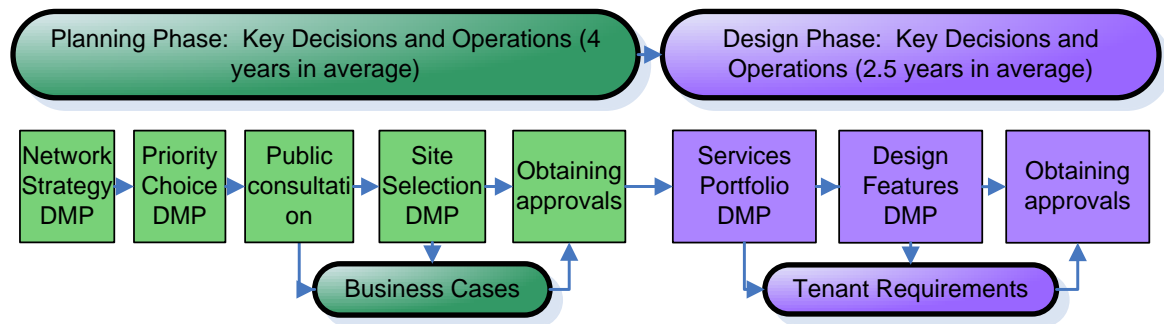 Planning Phase:  Key Decisions and Operations (4
years in average)
Design Phase:  Key Decisions and
Operations (2.5 years in average)
Network
Strategy
DMP
Priority
Choice
DMP
Public
consultati
on
Site
Selection
DMP
Obtaining
approvals
Services
Portfolio
DMP
Design
Features
DMP
Obtaining
approvals
Business Cases
Tenant Requirements